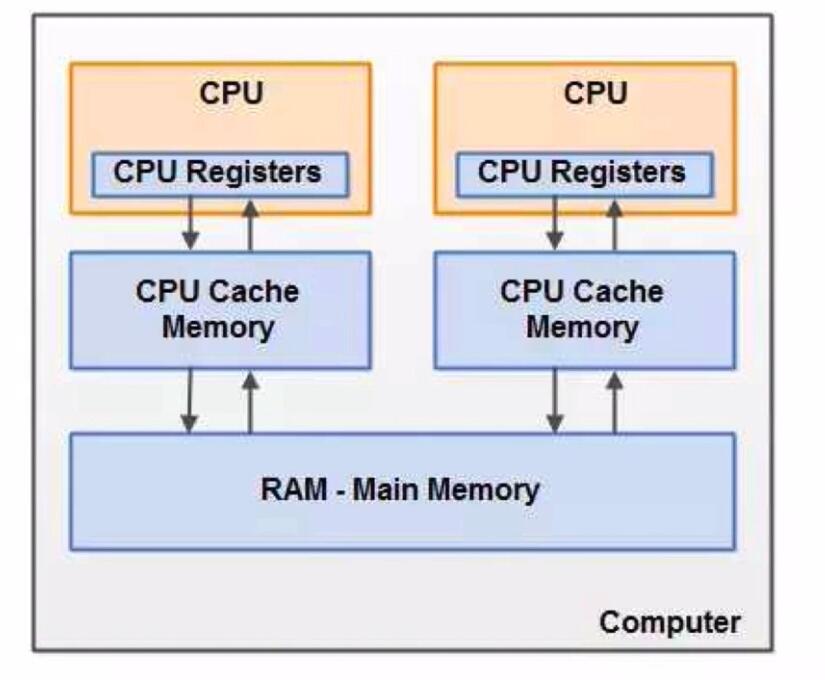 CPU
CPU
CPU Registers
CPU Registers
CPU Cache
Memory
CPU Cache
Memory
RAM - Main Memory
Computer